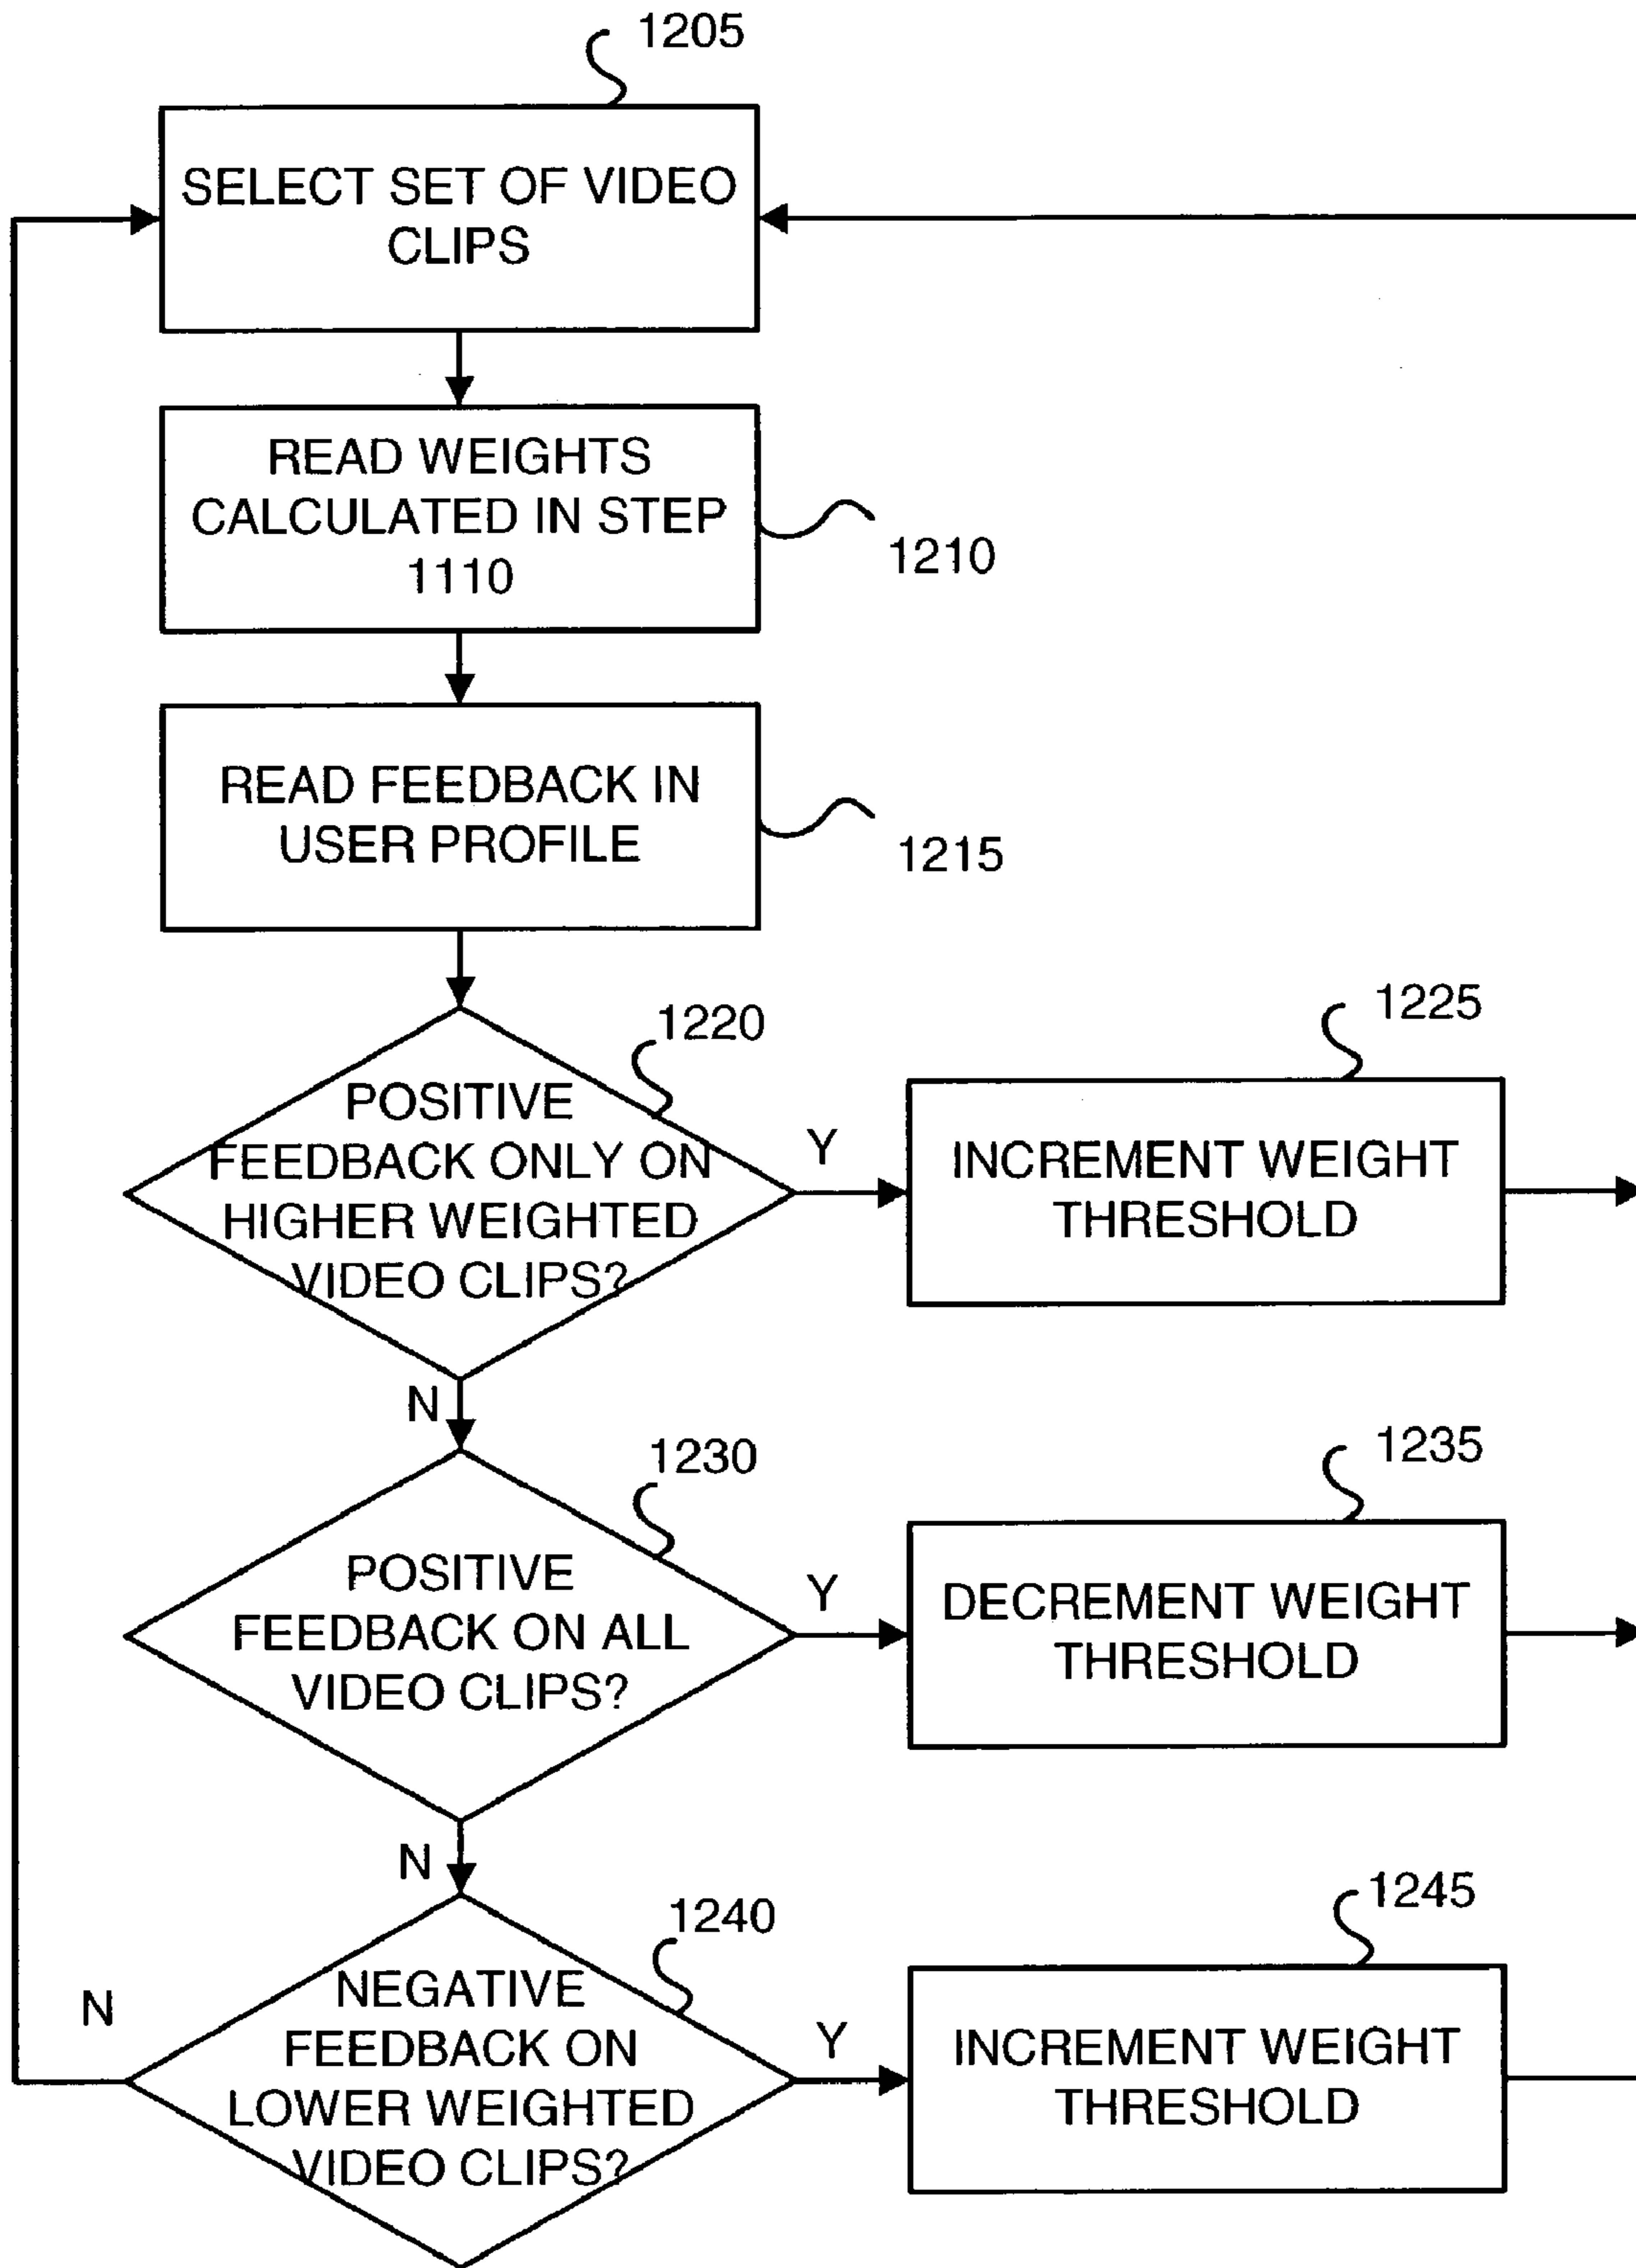 1205
SELECT SET OF VIDEO
CLIPS
READ WEIGHTS
CALCULATED IN STEP
1110
1210
READ FEEDBACK IN
USER PROFILE
1215
1220
POSITIVE
FEEDBACK ONLY ON
HIGHER WEIGHTED
VIDEO CLIPS?
Y
1225
INCREMENT WEIGHT
THRESHOLD
N
1230
POSITIVE
FEEDBACK ON ALL
VIDEO CLIPS?
Y
1235
DECREMENT WEIGHT
THRESHOLD
N
1240
NEGATIVE
FEEDBACK ON
LOWER WEIGHTED
VIDEO CLIPS?
N
Y
1245
INCREMENT WEIGHT
THRESHOLD